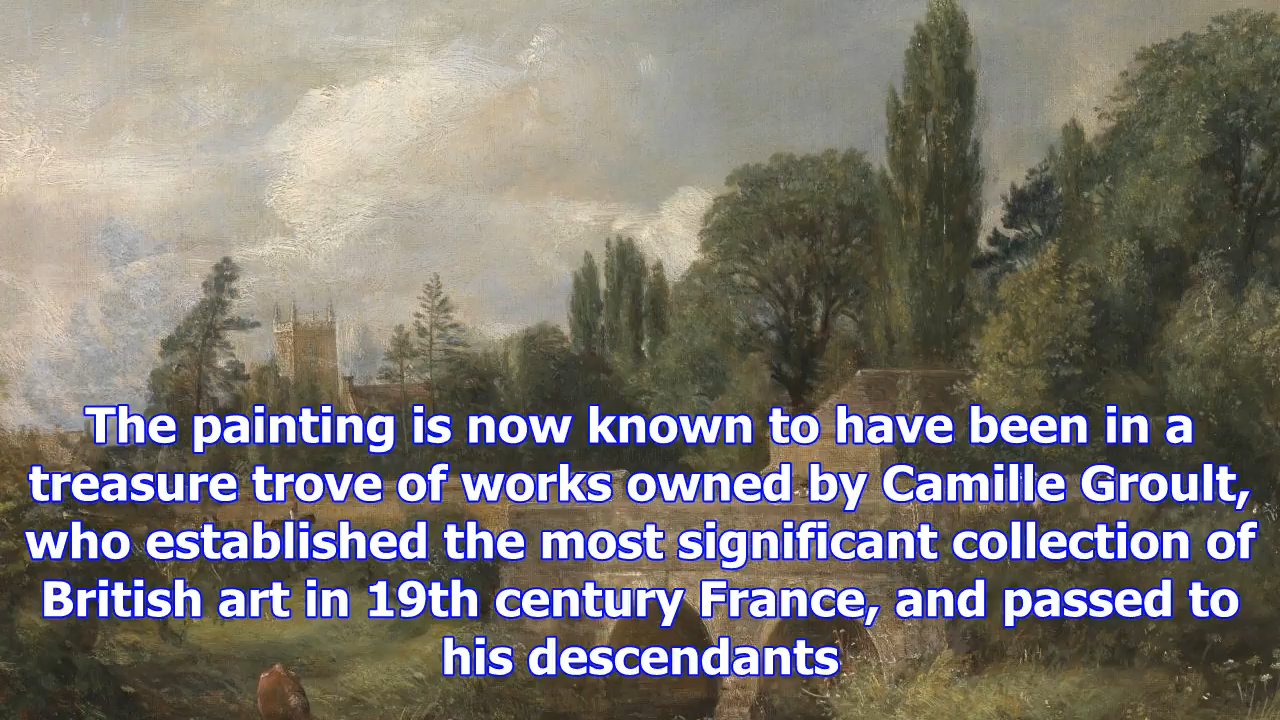 The painting is now known to have been in a
treasure trove of works owned by Camille Groult,
who established the most significant collection of
British art in 19th century France, and passed to
his descendants